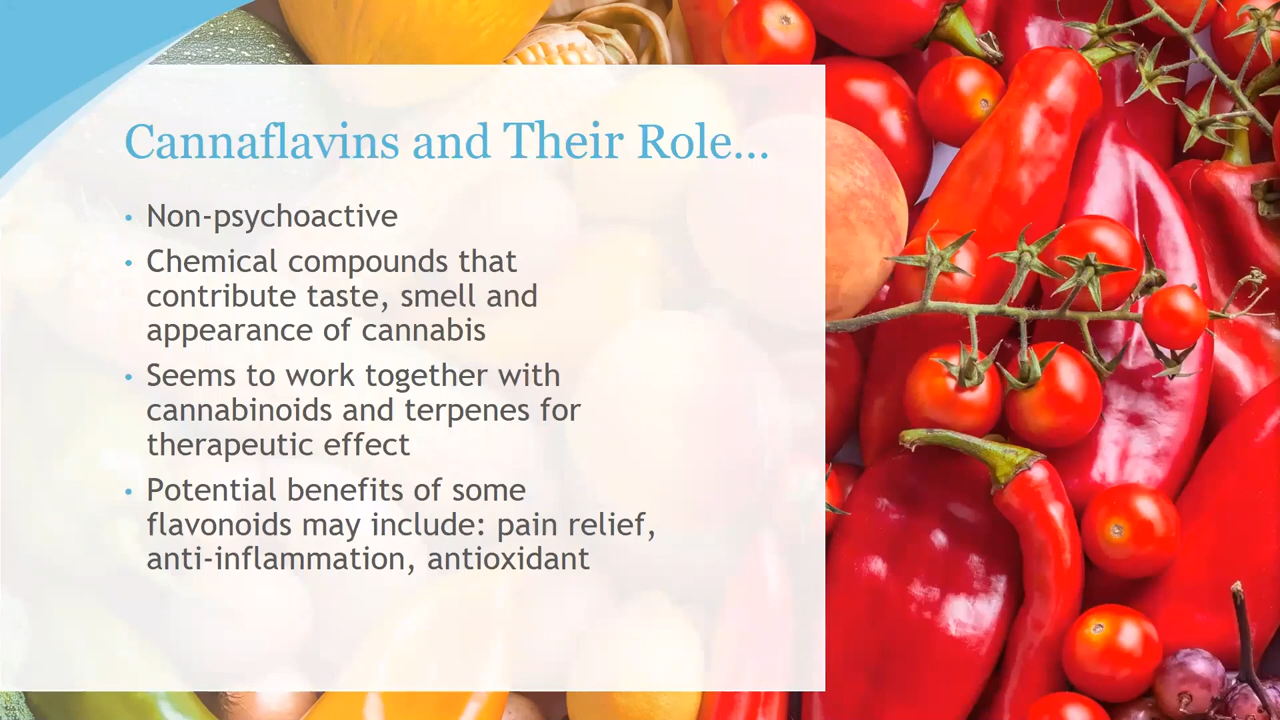 Cannaflavins and Their Role...
• Non-psychoactive
• Chemical compounds that
contribute taste, smell and
appearance of cannabis
• Seems to work together with
cannabinoids and terpenes for
therapeutic effect
• Potential benefits of some
flavonoids may include: pain relief,
anti-inflammation, antioxidant